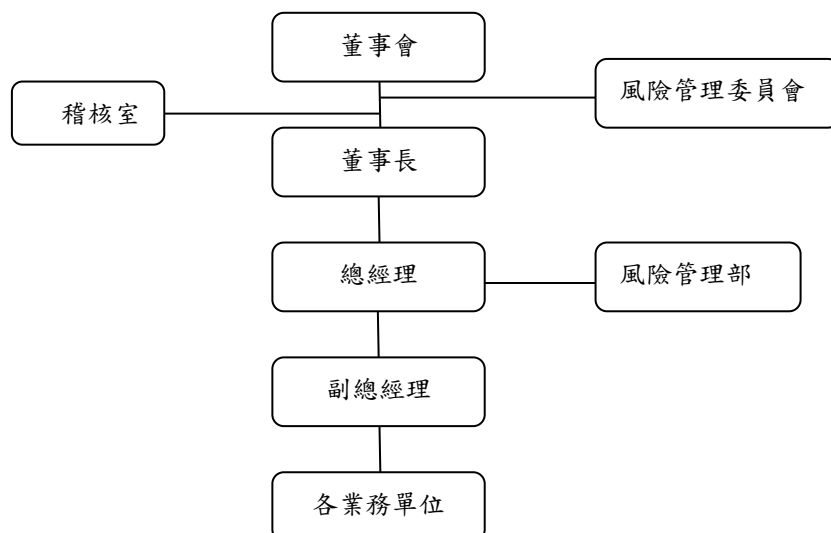 董事會
風險管理委員會
稽核室
董事長
總經理
風險管理部
副總經理
各業務單位